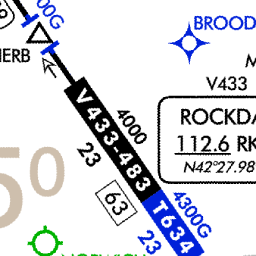 00G
BROOD
HERB
V433
ROCKDA
112.6 RK
N42°27.98
V433-483
4000
23
63
50
T634
4300G
23
NORWICH